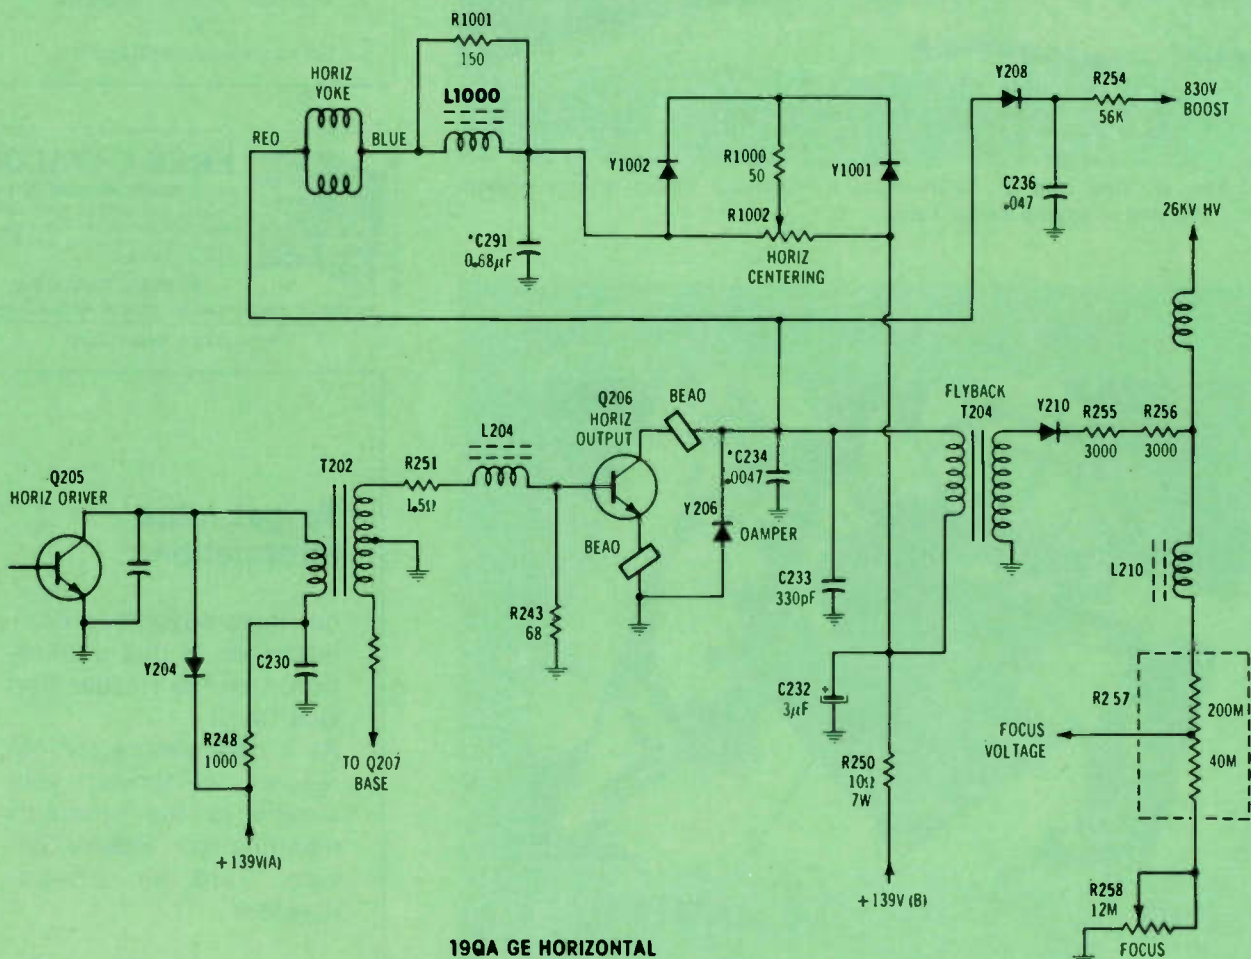 R1001
150
HORIZ
YOKE
L1000
REO
BLUE
*C291
0.68µF
Y1002
R1000
50
Y1001
R1002
HORIZ
CENTERING
Y208
R254
56K
830V
BOOST
C236
.047
26KV HV
Q205
HORIZ ORIVER
T202
R251
1.5Ω
L204
Q206
HORIZ
OUTPUT
BEAO
BEAO
*C234
.0047
Y206
OAMPER
FLYBACK
T204
Y210
R255
3000
R256
3000
R243
68
C233
330pF
L210
Y204
C230
R248
1000
TO Q207
BASE
+139V(A)
C232
+
3µF
R250
10Ω
7W
+139V (B)
R257
200M
40M
FOCUS
VOLTAGE
R258
12M
FOCUS
19QA GE HORIZONTAL